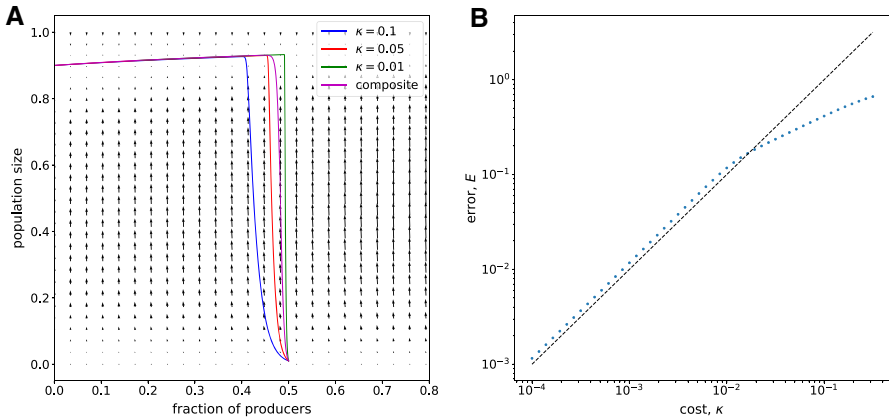 A
B
κ = 0.1
κ = 0.05
κ = 0.01
composite
1.0
0.8
0.6
0.4
0.2
0.0
population size
0.0 0.1 0.2 0.3 0.4 0.5 0.6 0.7 0.8
fraction of producers
10⁰
10⁻¹
10⁻²
10⁻³
error, E
10⁻⁴ 10⁻³ 10⁻² 10⁻¹
cost, κ